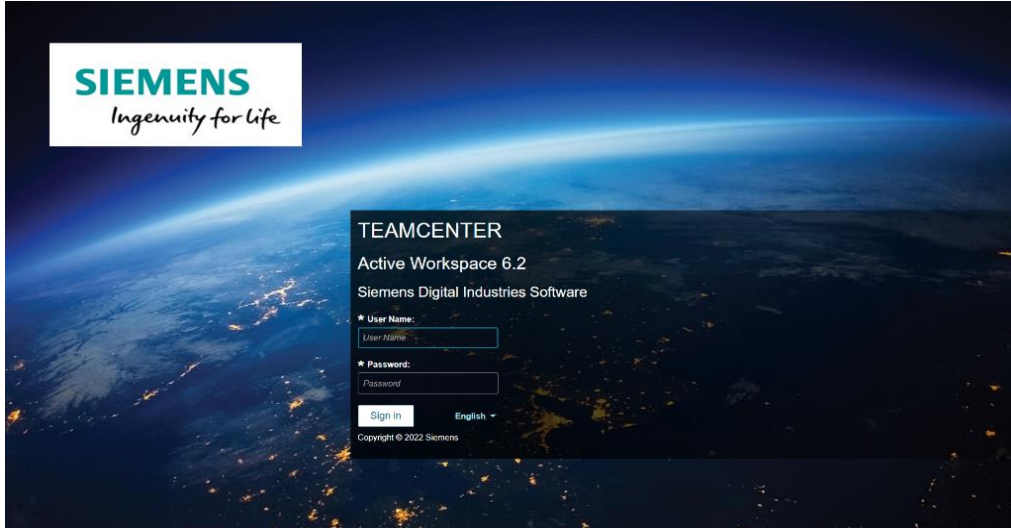 SIEMENS
Ingenuity for life
TEAMCENTER
Active Workspace 6.2
Siemens Digital Industries Software
* User Name:
User Name
* Password:
Password
Sign in
English
Copyright © 2022 Siemens